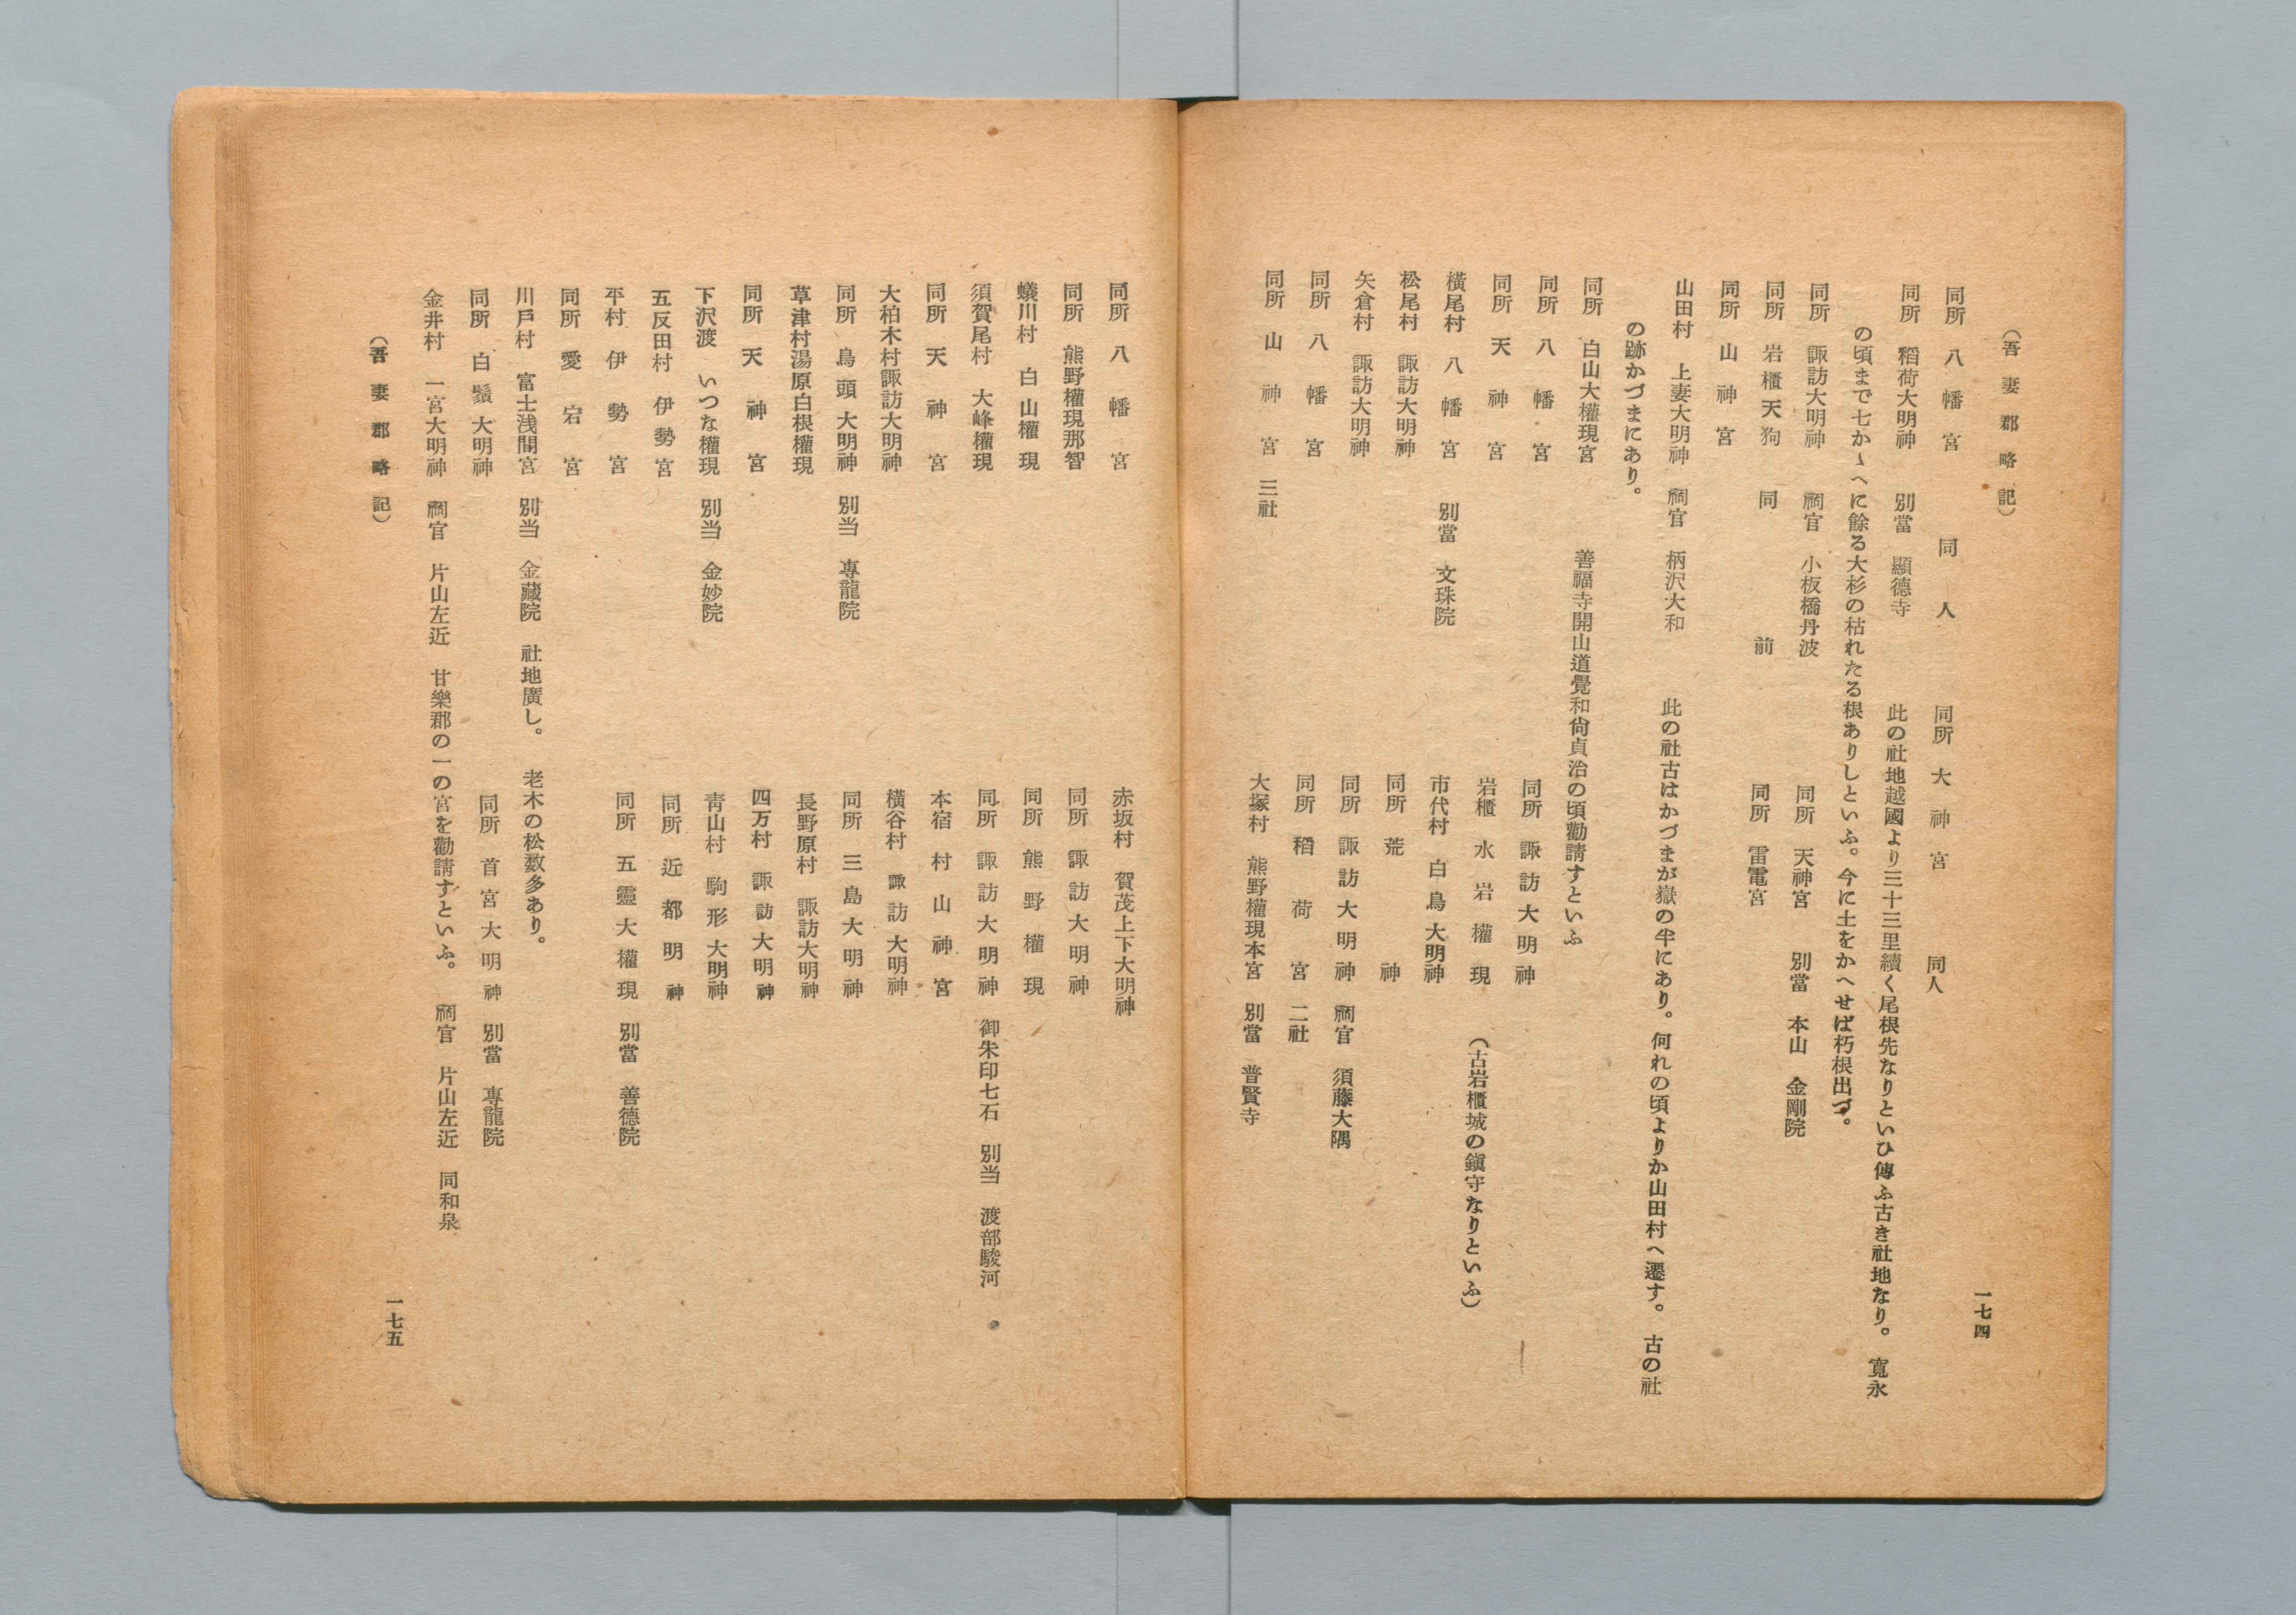 （吾妻郡略記）
一七四
同所　八幡宮　同人　同所　大神宮　同人
同所　稻荷大明神　別當　顯德寺　此の社地越國より三十三里續く尾根先なりといひ傳ふ古き社地なり。寬永
の頃まで七かゝへに餘る大杉の枯れたる根ありしといふ。今に土をかへせば朽根出づ。
同所　諏訪大明神　祠官　小板橋丹波　同所　天神宮　別當　本山　金剛院
同所　岩櫃天狗　同前　同所　雷電宮
同所　山神宮
山田村　上妻大明神　祠官　柄沢大和　此の社古はかづまが嶽の半にあり。何れの頃よりか山田村へ遷す。古の社
の跡かづまにあり。
同所　白山大權現宮　善福寺開山道覺和尙貞治の頃勸請すといふ
同所　八幡宮　同所　諏訪大明神
同所　天神宮　岩櫃　水岩權現　（古岩櫃城の鎭守なりといふ）
橫尾村　八幡宮　別當　文珠院　市代村　白鳥大明神
松尾村　諏訪大明神　同所　荒神
矢倉村　諏訪大明神　同所　諏訪大明神　祠官　須藤大隅
同所　八幡宮　同所　稻荷宮　二社
同所　山神宮　三社　大塚村　熊野權現本宮　別當　普賢寺
同所　八幡宮　赤坂村　賀茂上下大明神
同所　熊野權現那智　同所　諏訪大明神
蟻川村　白山權現　同所　熊野權現
須賀尾村　大峰權現　同所　諏訪大明神　御朱印七石　別当　渡部駿河
同所　天神宮　本宿　村山神宮
大柏木村諏訪大明神　橫谷村　諏訪大明神
同所　鳥頭大明神　別当　專龍院　同所　三島大明神
草津村湯原白根權現　長野原村　諏訪大明神
同所　天神宮　四万村　諏訪大明神
下沢渡　いつな權現　別当　金妙院　靑山村　駒形大明神
五反田村　伊勢宮　同所　近都明神
平村　伊勢宮　同所　五靈大權現　別當　善德院
同所　愛宕宮
川戶村　富士浅間宮　別当　金藏院　社地廣し。　老木の松数多あり。
同所　白鬚大明神　同所　首宮大明神　別當　專龍院
金井村　一宮大明神　祠官　片山左近　甘樂郡の一の宮を勸請すといふ。　祠官　片山左近　同和泉
（吾妻郡略記）
一七五